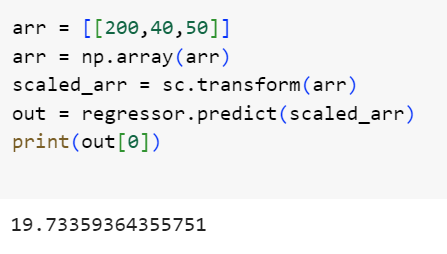 arr = [[200,40,50]]
arr = np.array(arr)
scaled_arr = sc.transform(arr)
out = regressor.predict(scaled_arr)
print(out[0])
19.73359364355751